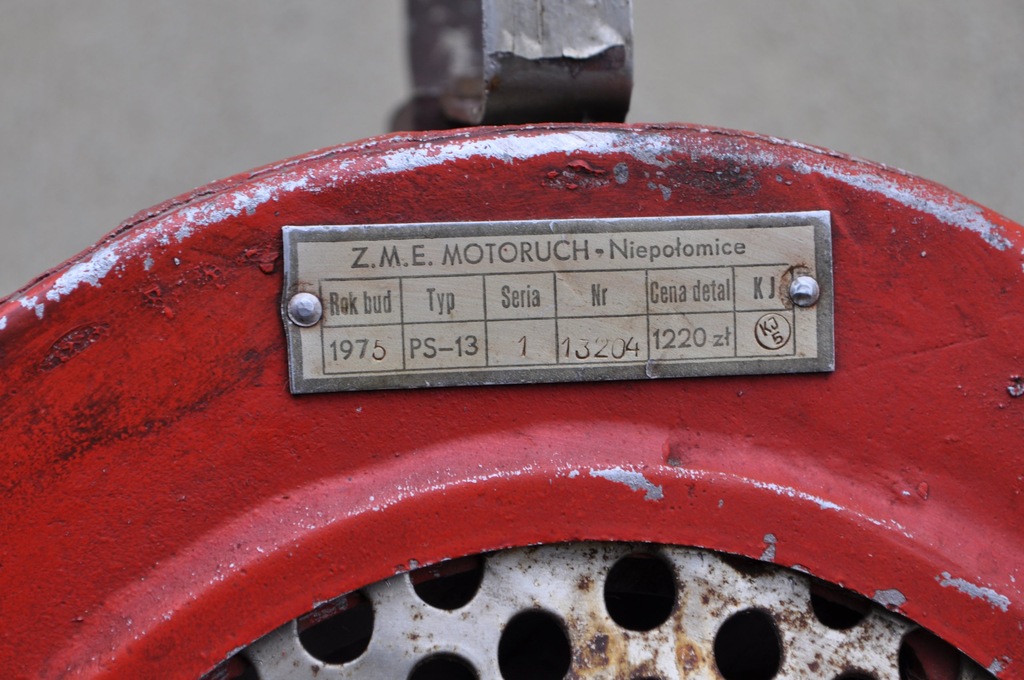 Z.M.E. MOTORUCH-Niepołomice
Rok bud Typ Seria Nr Cena detal KJ
1975 PS-13 1 13204 1220 zł KJ 5